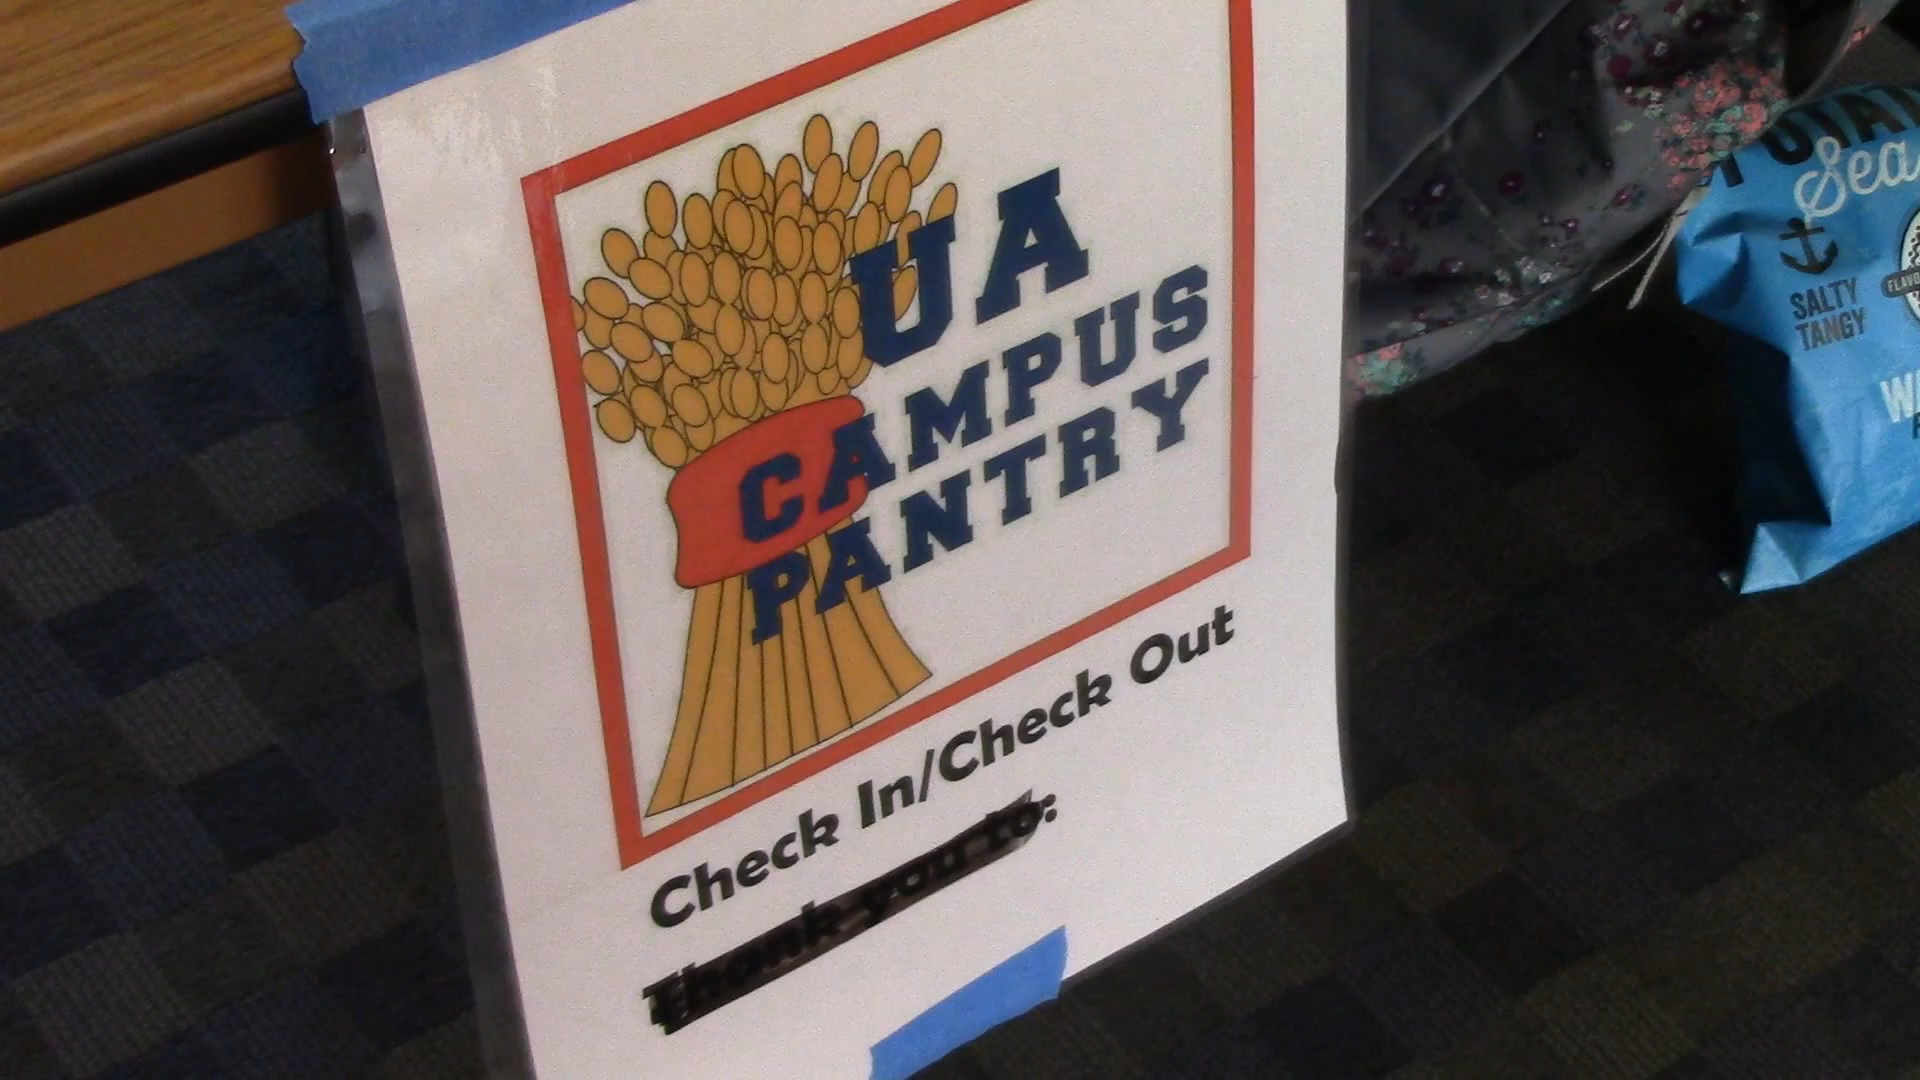 UA
CAMPUS
PANTRY
Check In/Check Out
Thank you to:
SALTY
TANGY